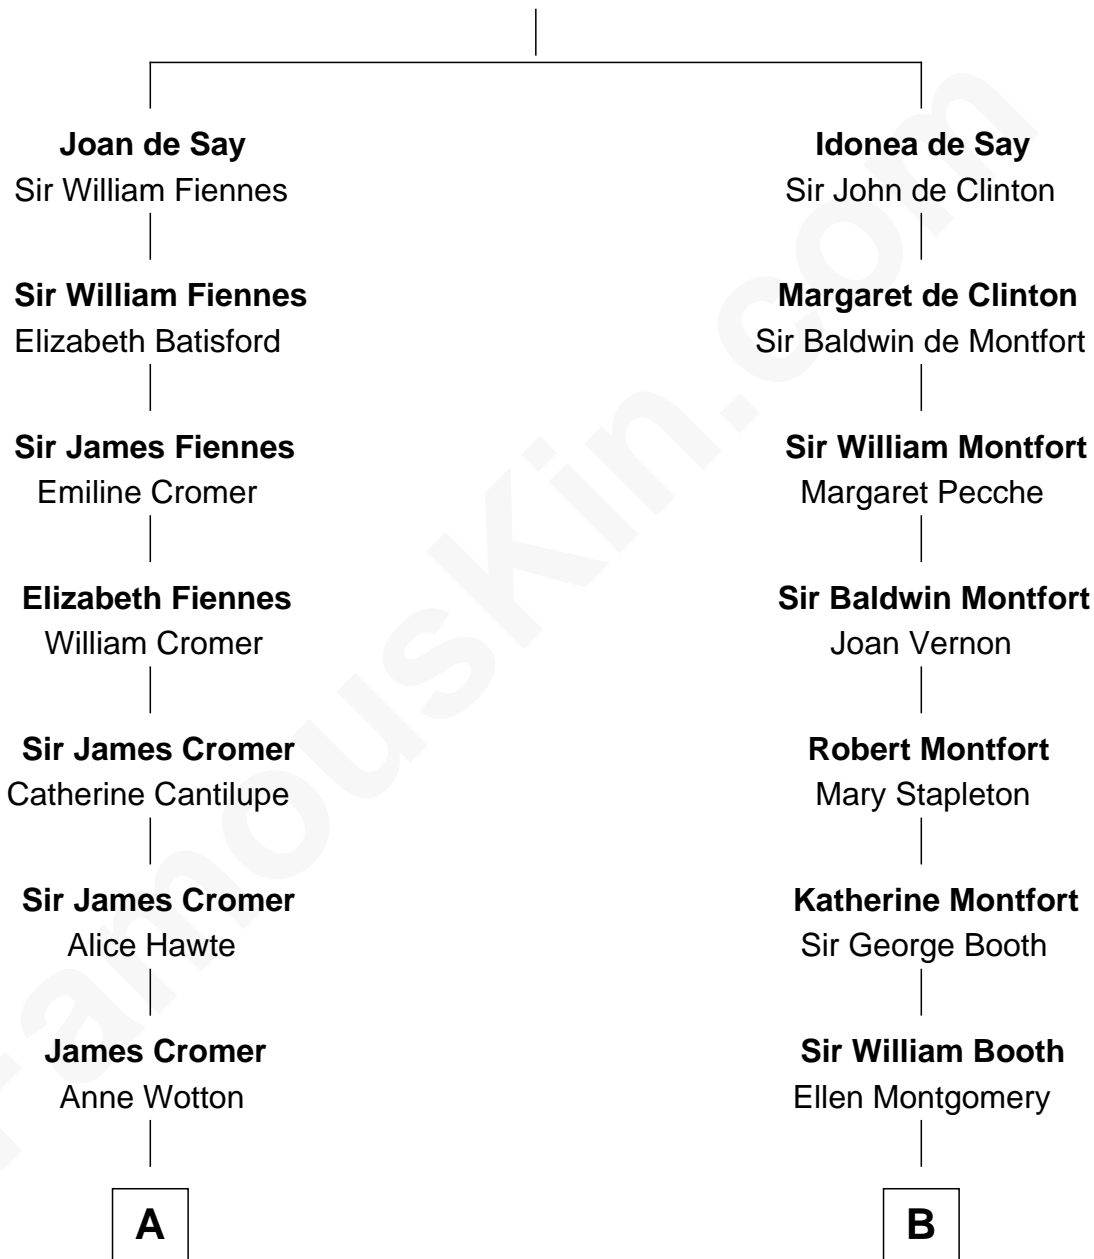 Joan de Say
Sir William Fiennes
Sir William Fiennes
Elizabeth Batisford
Sir James Fiennes
Emiline Cromer
Elizabeth Fiennes
William Cromer
Sir James Cromer
Catherine Cantilupe
Sir James Cromer
Alice Hawte
James Cromer
Anne Wotton
A
Idonea de Say
Sir John de Clinton
Margaret de Clinton
Sir Baldwin de Montfort
Sir William Montfort
Margaret Pecche
Sir Baldwin Montfort
Joan Vernon
Robert Montfort
Mary Stapleton
Katherine Montfort
Sir George Booth
Sir William Booth
Ellen Montgomery
B
FamousKin.com